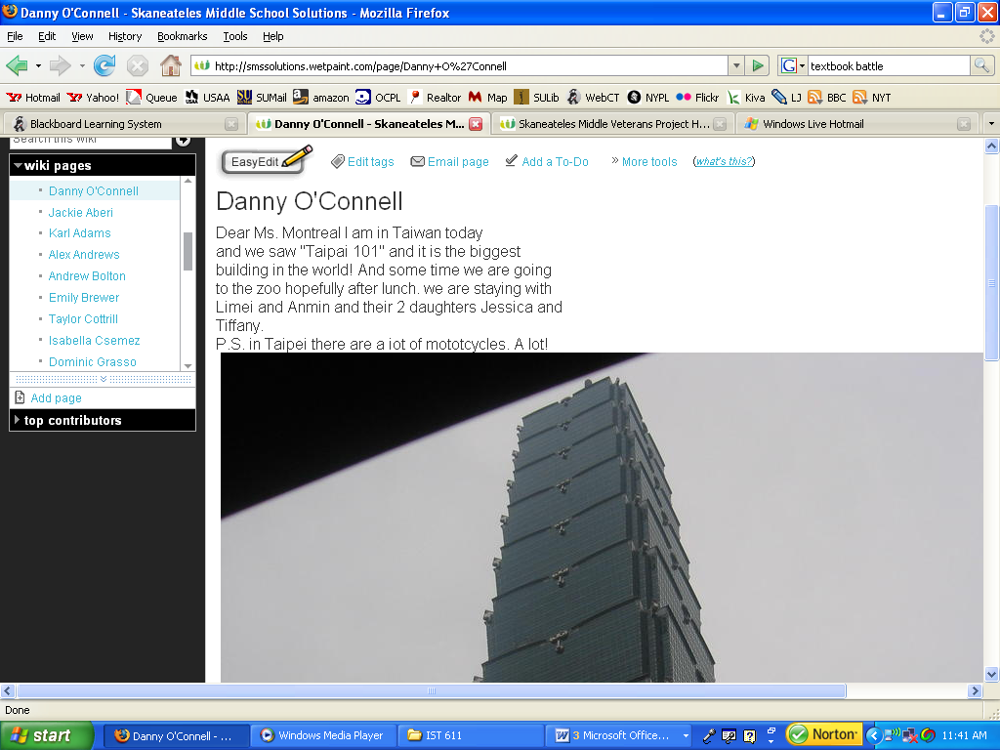 Danny O'Connell - Skaneateles Middle School Solutions - Mozilla Firefox
File Edit View History Bookmarks Tools Help
http://smssolutions.wetpaint.com/page/Danny+O%27Connell
G textbook battle
Hotmail Yahoo! Queue USAA SUMail amazon OCPL Realtor Map SULib WebCT NYPL Flickr Kiva LJ BBC NYT
Blackboard Learning System
Danny O'Connell - Skaneateles M...
Skaneateles Middle Veterans Project H...
Windows Live Hotmail
Search this wiki
wiki pages
Danny O'Connell
Jackie Aberi
Karl Adams
Alex Andrews
Andrew Bolton
Emily Brewer
Taylor Cottrill
Isabella Csemez
Dominic Grasso
Add page
top contributors
EasyEdit Edit tags Email page Add a To-Do » More tools (what's this?)
Danny O'Connell
Dear Ms. Montreal I am in Taiwan today
and we saw "Taipai 101" and it is the biggest
building in the world! And some time we are going
to the zoo hopefully after lunch. we are staying with
Limei and Anmin and their 2 daughters Jessica and
Tiffany.
P.S. in Taipei there are a iot of mototcycles. A lot!
Done
start Danny O'Connell - ... Windows Media Player IST 611 3 Microsoft Office... Norton 11:41 AM